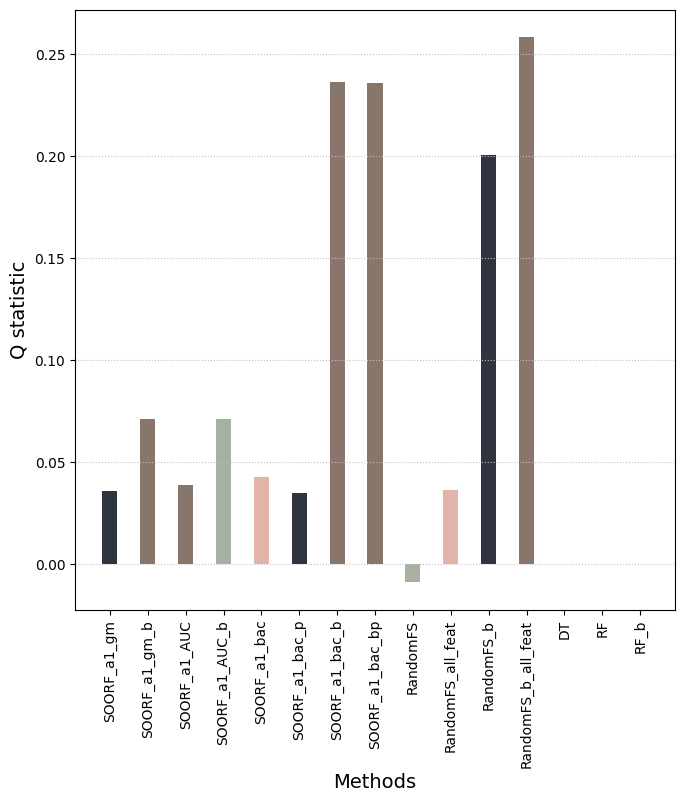 0.25
0.20
0.15
0.10
0.05
0.00
Q statistic
SOORF_a1_gm
SOORF_a1_gm_b
SOORF_a1_AUC
SOORF_a1_AUC_b
SOORF_a1_bac
SOORF_a1_bac_p
SOORF_a1_bac_b
SOORF_a1_bac_bp
RandomFS
RandomFS_all_feat
RandomFS_b
RandomFS_b_all_feat
DT
RF
RF_b
Methods